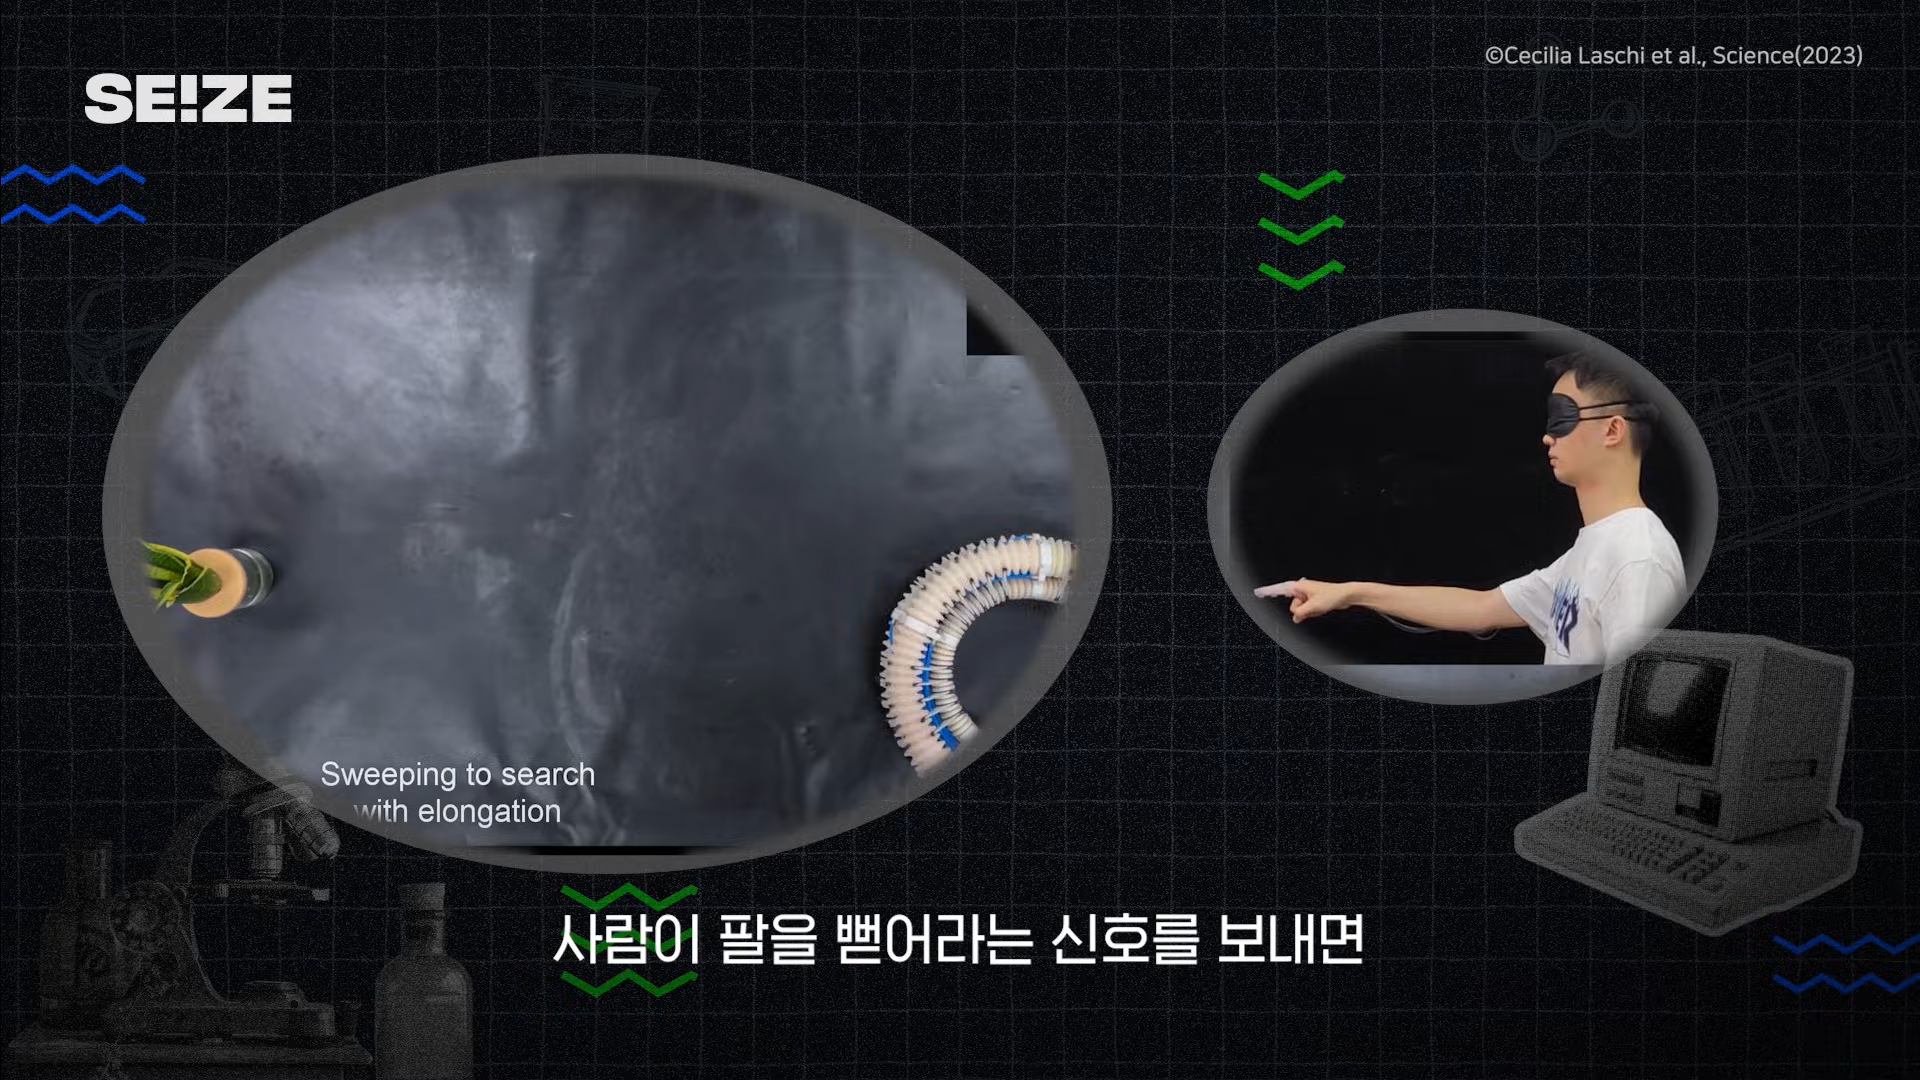 ©Cecilia Laschi et al., Science(2023)
SE!ZE
Sweeping to search
with elongation
사람이 팔을 뻗어라는 신호를 보내면